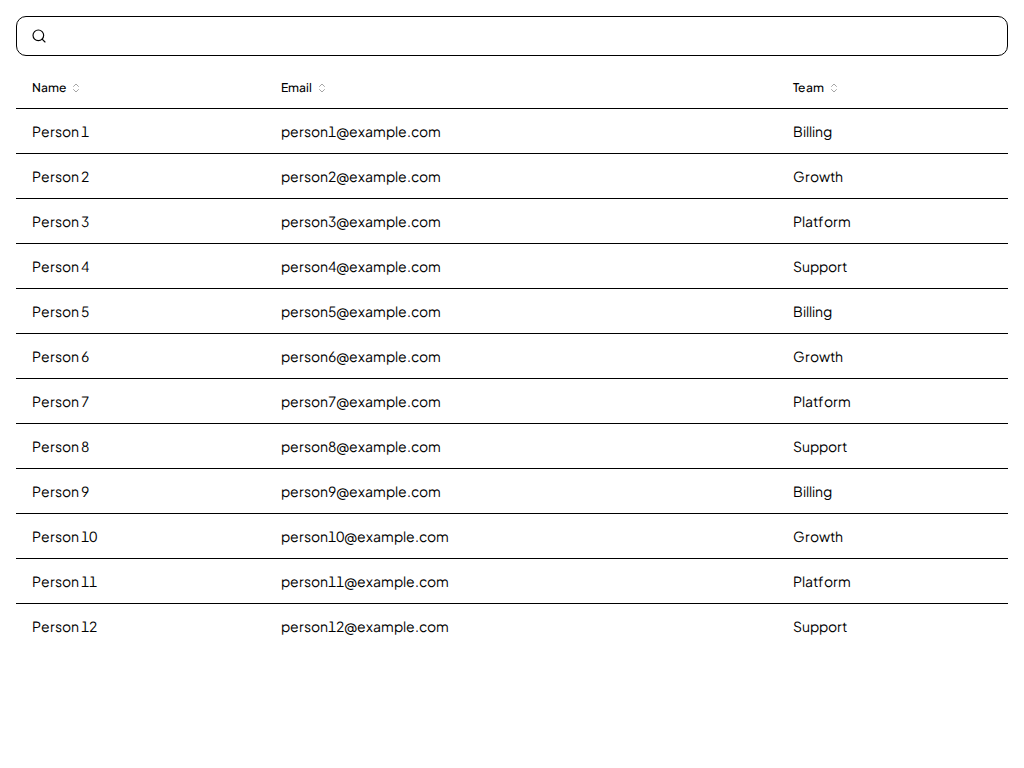 Name Email Team
Person 1 person1@example.com Billing
Person 2 person2@example.com Growth
Person 3 person3@example.com Platform
Person 4 person4@example.com Support
Person 5 person5@example.com Billing
Person 6 person6@example.com Growth
Person 7 person7@example.com Platform
Person 8 person8@example.com Support
Person 9 person9@example.com Billing
Person 10 person10@example.com Growth
Person 11 person11@example.com Platform
Person 12 person12@example.com Support